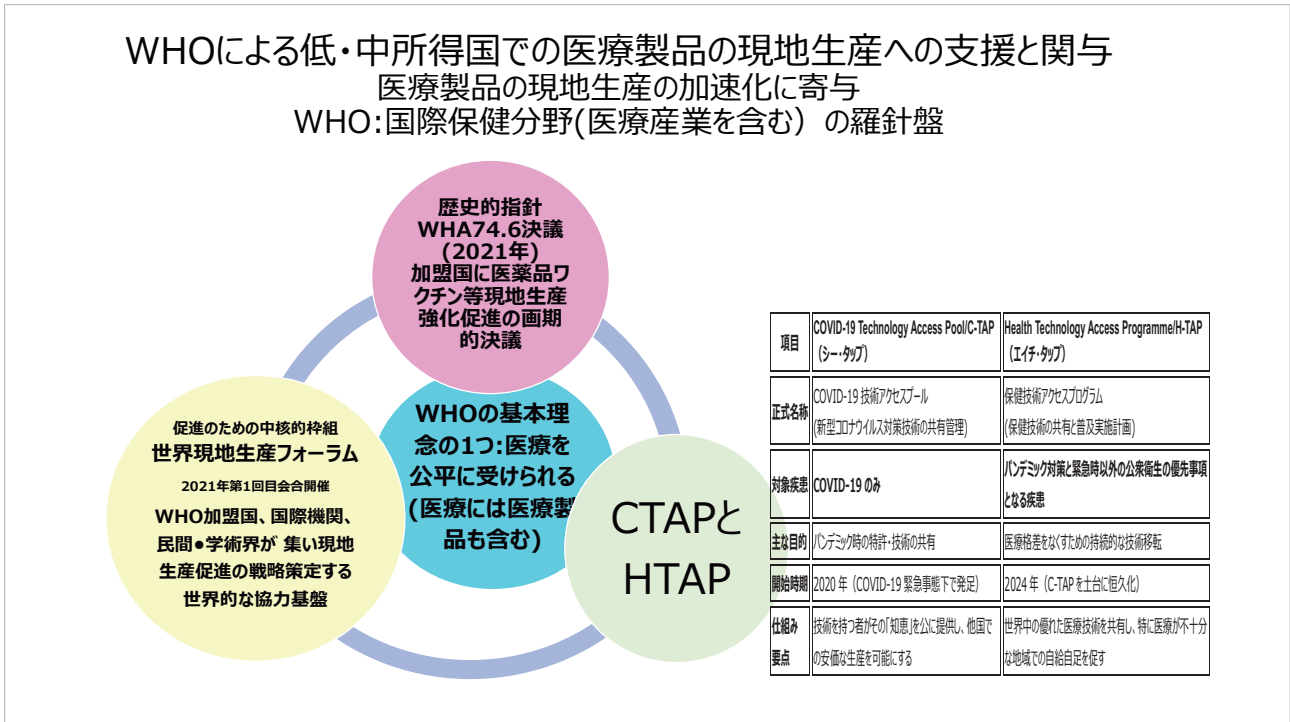 WHOによる低・中所得国での医療製品の現地生産への支援と関与
医療製品の現地生産の加速化に寄与
WHO:国際保健分野(医療産業を含む）の羅針盤
歴史的指針
WHA74.6決議
(2021年)
加盟国に医薬品ワ
クチン等現地生産
強化促進の画期
的決議
促進のための中核的枠組
世界現地生産フォーラム
2021年第1回目会合開催
WHO加盟国、国際機関、
民間●学術界が 集い現地
生産促進の戦略策定する
世界的な協力基盤
WHOの基本理
念の1つ:医療を
公平に受けられる
(医療には医療製
品も含む)
CTAPと
HTAP
項目
COVID-19 Technology Access Pool/C-TAP
（シー・タップ）
Health Technology Access Programme/H-TAP
（エイチ・タップ）
正式名称
COVID-19 技術アクセスプール
(新型コロナウイルス対策技術の共有管理)
保健技術アクセスプログラム
(保健技術の共有と普及実施計画)
対象疾患
COVID-19 のみ
パンデミック対策と緊急時以外の公衆衛生の優先事項
となる疾患
主な目的
パンデミック時の特許・技術の共有
医療格差をなくすための持続的な技術移転
開始時期
2020 年（COVID-19 緊急事態下で発足）
2024 年（C-TAP を土台に恒久化）
仕組み
要点
技術を持つ者がその「知恵」を公に提供し、他国で
の安価な生産を可能にする
世界中の優れた医療技術を共有し、特に医療が不十分
な地域での自給自足を促す